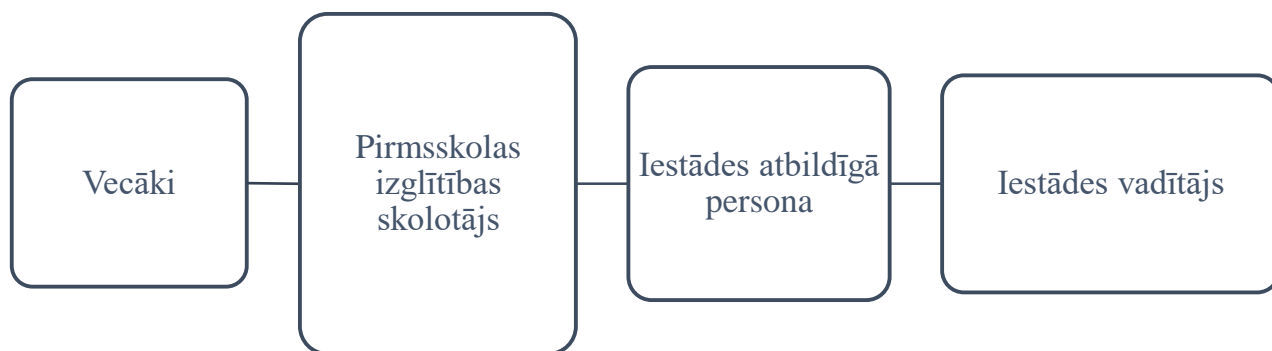 Vecāki
Pirmsskolas
izglītības
skolotājs
Iestādes atbildīgā
persona
Iestādes vadītājs